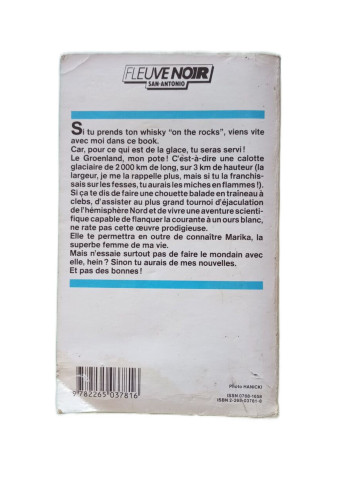 FLEUVE NOIR
SAN-ANTONIO
Si tu prends ton whisky "on the rocks", viens vite
avec moi dans ce book.
Car, pour ce qui est de la glace, tu seras servi !
Le Groenland, mon pote ! C'ést-à-dire une calotte
glaciaire de 2 000 km de long, sur 3 km de hauteur (la
largeur, je me la rappelle plus, mais si tu la franchis-
sais sur les fesses, tu aurais les miches en flammes !).
Si ça te dis de faire une chouette balade en traîneau à
clebs, d'assister au plus grand tournoi d'éjaculation
de l'hémisphère Nord et de vivre une aventure scienti-
fique capable de flanquer la courante à un ours blanc,
ne rate pas cette œuvre prodigieuse.
Elle te permettra en outre de connaître Marika, la
superbe femme de ma vie.
Mais n'essaie surtout pas de faire le mondain avec
elle, hein ? Sinon tu aurais de mes nouvelles.
Et pas des bonnes !
Photo HANICKI
ISSN 0768-1658
ISBN 2-265-03781-6
9 782265 037816